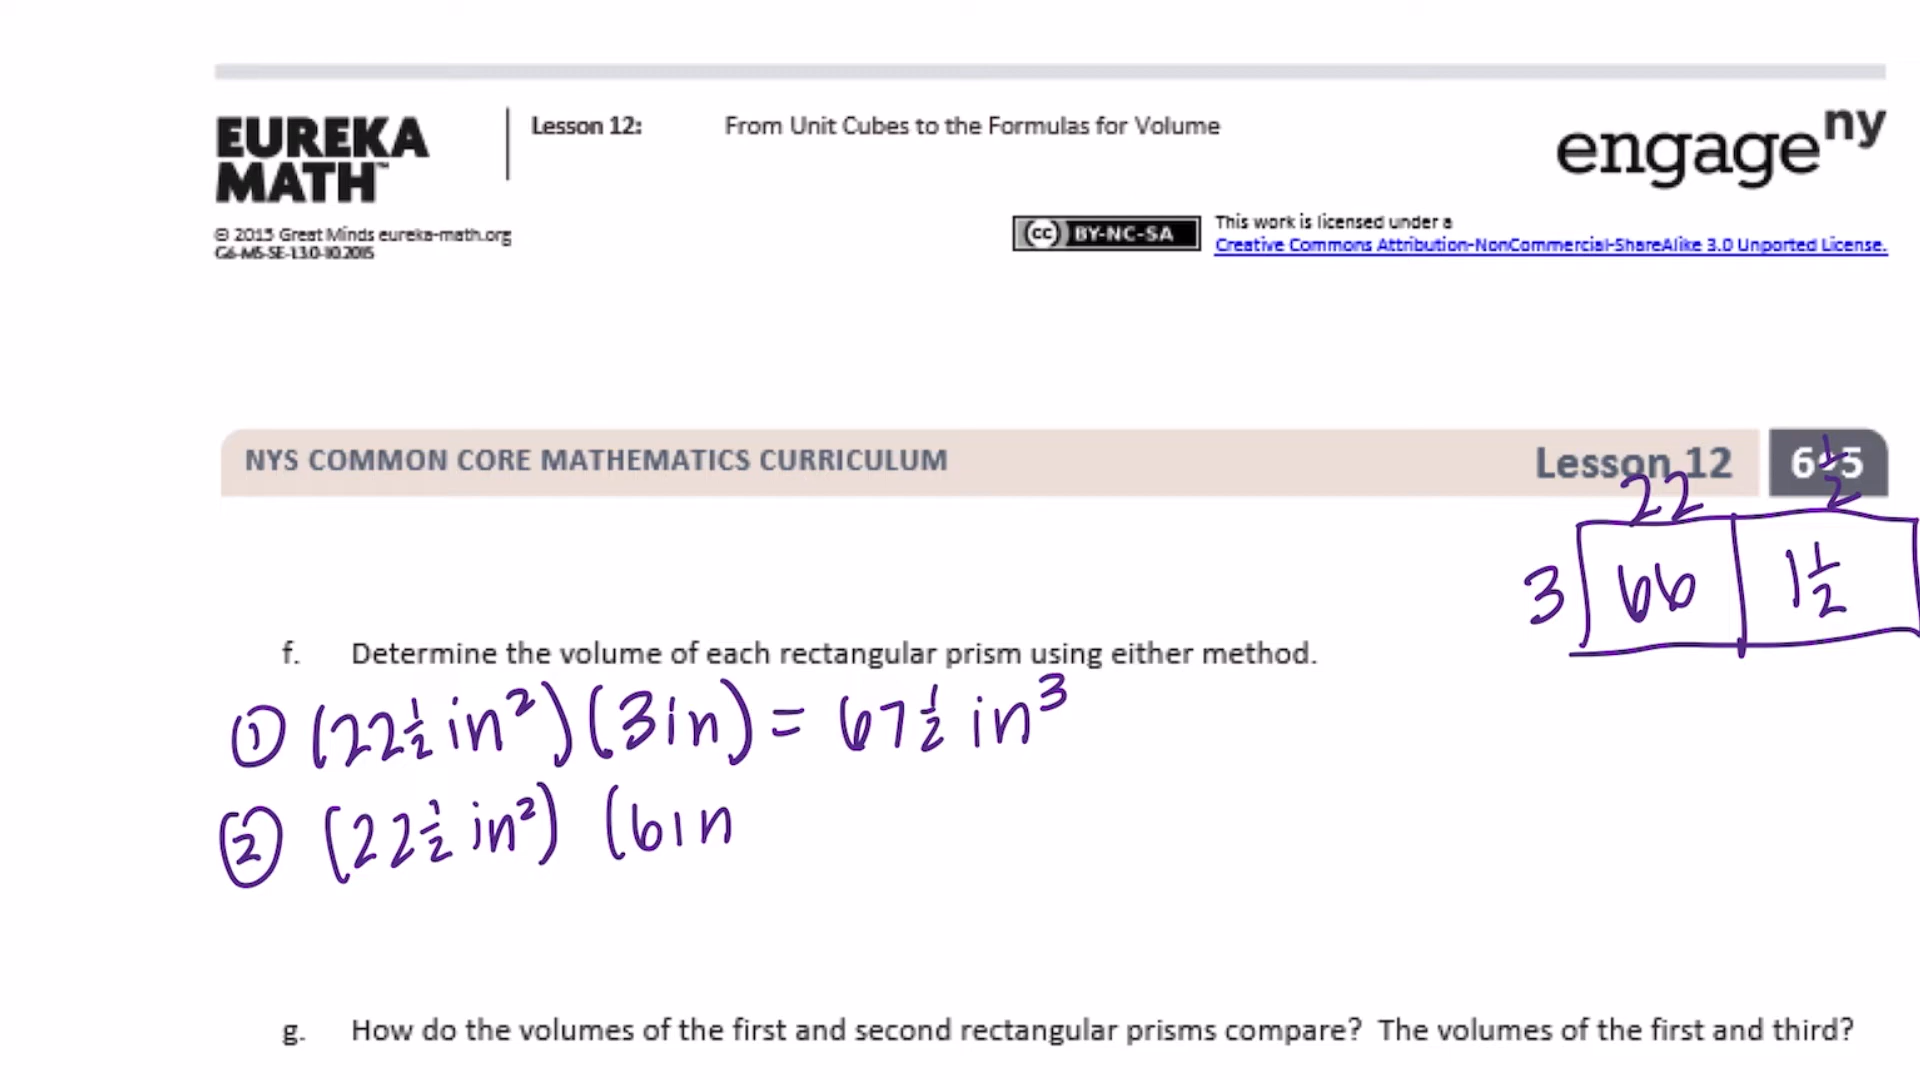 EUREKA MATH™
Lesson 12: From Unit Cubes to the Formulas for Volume
engage ny
© 2015 Great Minds eureka-math.org
G6-M5-SE-1.3.0-10.2015
cc BY-NC-SA
This work is licensed under a
Creative Commons Attribution-NonCommercial-ShareAlike 3.0 Unported License.
NYS COMMON CORE MATHEMATICS CURRICULUM Lesson 12 6•5
22 1/2
3 66 1 1/2
f. Determine the volume of each rectangular prism using either method.
① (22 1/2 in²)(3in) = 67 1/2 in³
② (22 1/2 in²) (6in
g. How do the volumes of the first and second rectangular prisms compare? The volumes of the first and third?